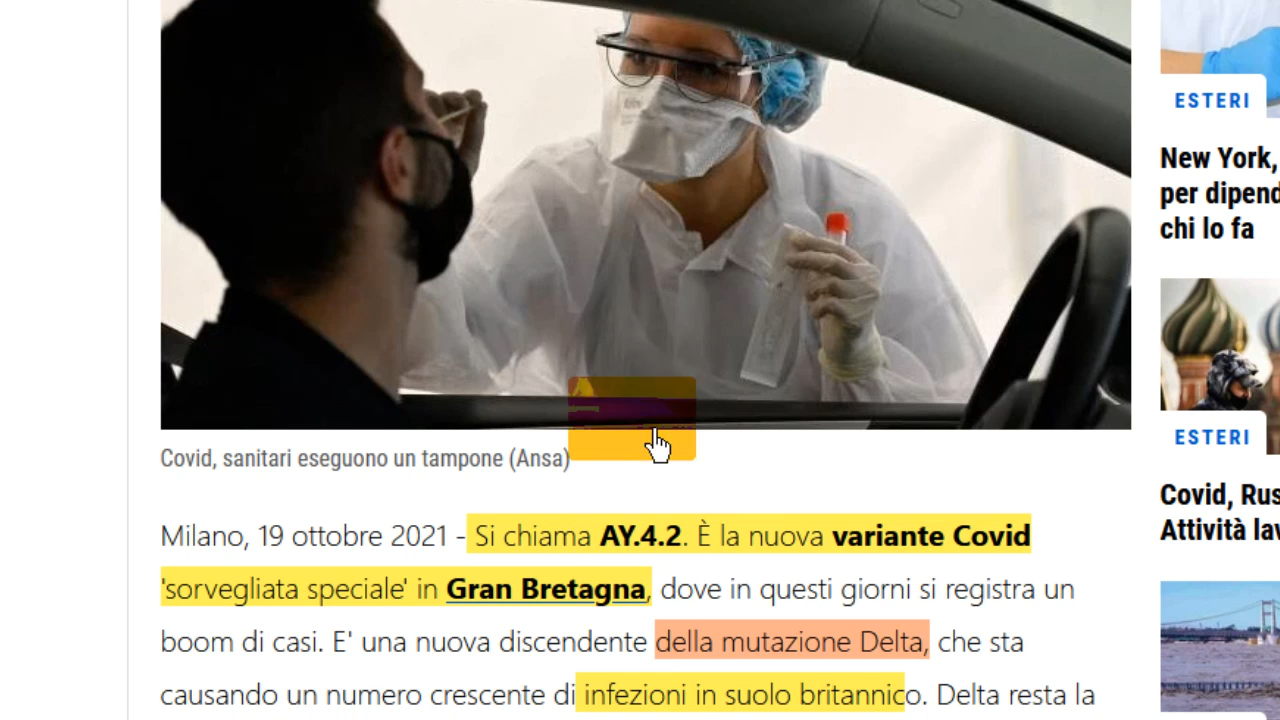 Covid, sanitari eseguono un tampone (Ansa)
Milano, 19 ottobre 2021 - Si chiama AY.4.2. È la nuova variante Covid
'sorvegliata speciale' in Gran Bretagna, dove in questi giorni si registra un
boom di casi. E' una nuova discendente della mutazione Delta, che sta
causando un numero crescente di infezioni in suolo britannico. Delta resta la
ESTERI
New York,
per dipend
chi lo fa
ESTERI
Covid, Rus
Attività lav